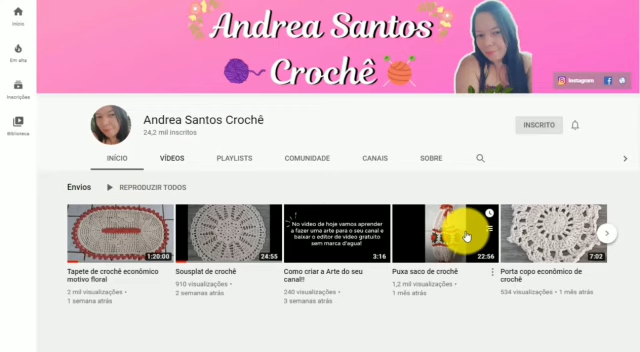 Andrea Santos
Crochê
Instagram
Início
Em alta
Inscrições
Biblioteca
Andrea Santos Crochê
24,2 mil inscritos
INSCRITO
INÍCIO
VÍDEOS
PLAYLISTS
COMUNIDADE
CANAIS
SOBRE
Envios
REPRODUZIR TODOS
1:20:00
Tapete de crochê econômico
motivo floral
2 mil visualizações •
1 semana atrás
24:55
Sousplat de crochê
910 visualizações •
2 semanas atrás
No vídeo de hoje vamos aprender
a fazer uma arte para o seu canal e
baixar o editor de vídeo gratuito
sem marca d'agua!
3:16
Como criar a Arte do seu
canal!!
240 visualizações •
3 semanas atrás
22:56
Puxa saco de crochê
1,2 mil visualizações •
1 mês atrás
7:02
Porta copo econômico de
crochê
534 visualizações • 1 mês atrás